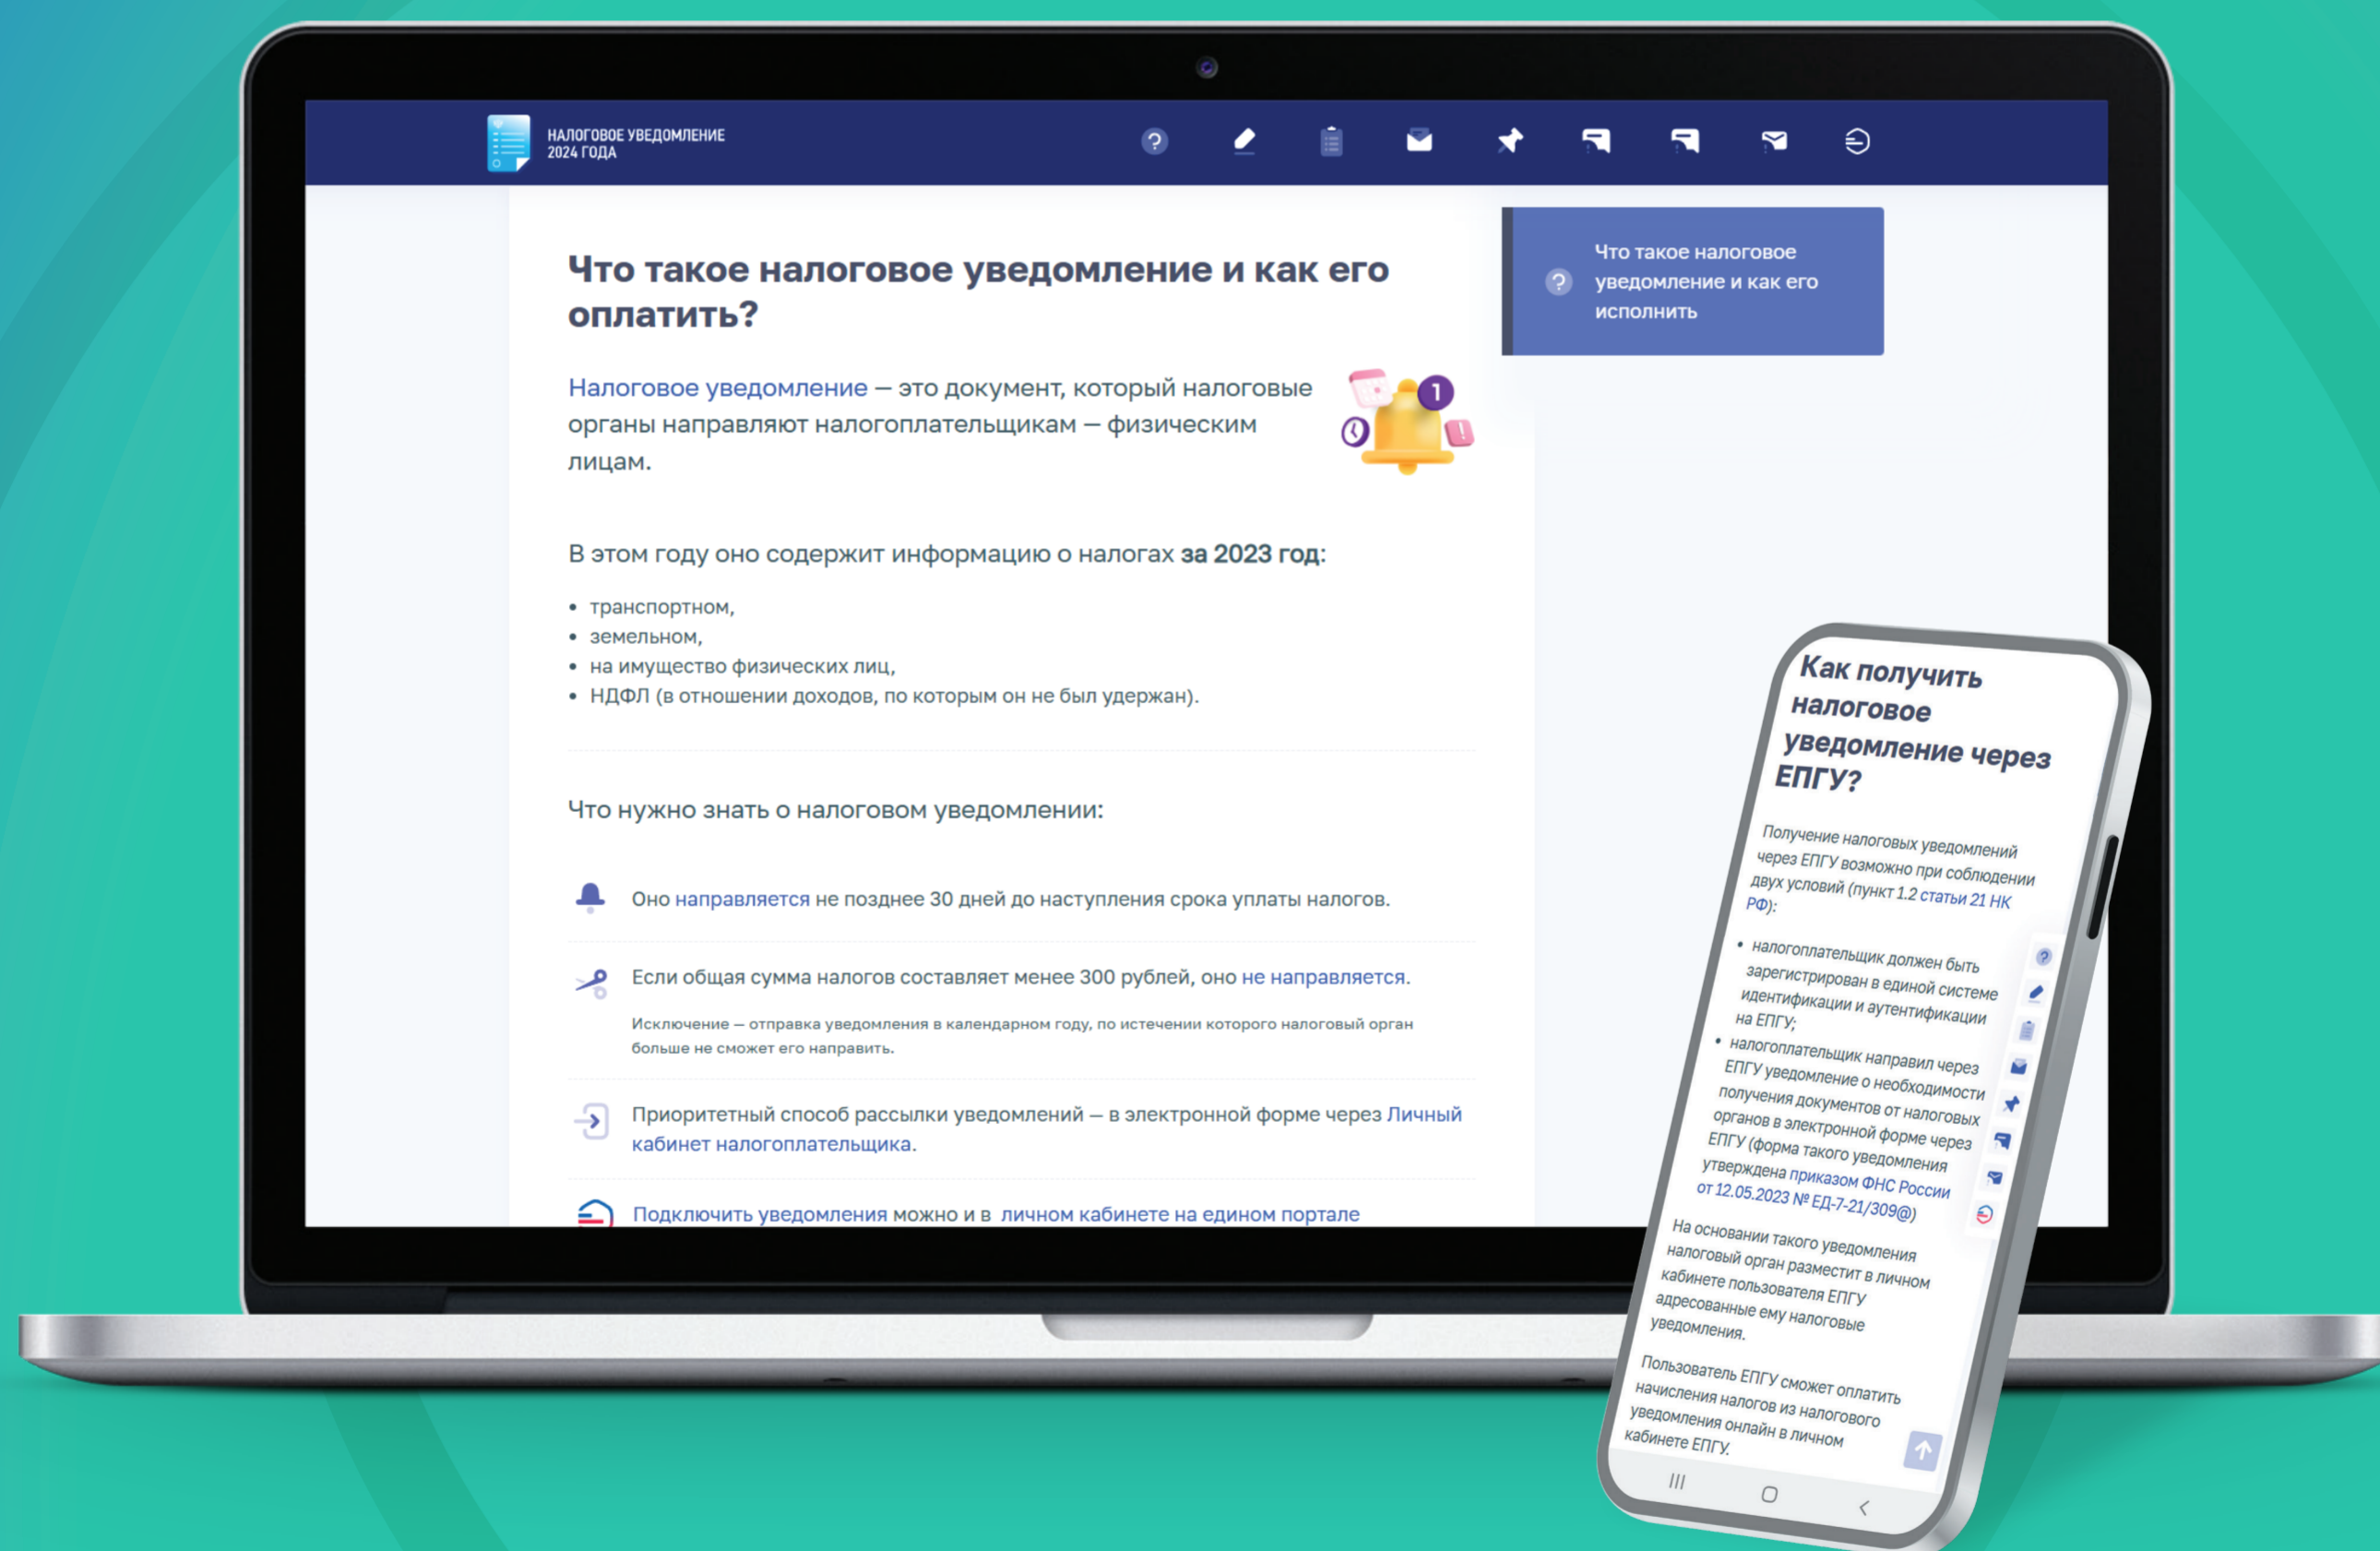 НАЛОГОВОЕ УВЕДОМЛЕНИЕ
2024 ГОДА
Что такое налоговое уведомление и как его
оплатить?
Налоговое уведомление — это документ, который налоговые
органы направляют налогоплательщикам — физическим
лицам.
1
В этом году оно содержит информацию о налогах за 2023 год:
• транспортном,
• земельном,
• на имущество физических лиц,
• НДФЛ (в отношении доходов, по которым он не был удержан).
Что нужно знать о налоговом уведомлении:
Оно направляется не позднее 30 дней до наступления срока уплаты налогов.
Если общая сумма налогов составляет менее 300 рублей, оно не направляется.
Исключение — отправка уведомления в календарном году, по истечении которого налоговый орган
больше не сможет его направить.
Приоритетный способ рассылки уведомлений — в электронной форме через Личный
кабинет налогоплательщика.
Подключить уведомления можно и в личном кабинете на едином портале
Что такое налоговое
уведомление и как его
исполнить
Как получить
налоговое
уведомление через
ЕПГУ?
Получение налоговых уведомлений
через ЕПГУ возможно при соблюдении
двух условий (пункт 1.2 статьи 21 НК
РФ):
• налогоплательщик должен быть
зарегистрирован в единой системе
идентификации и аутентификации
на ЕПГУ;
• налогоплательщик направил через
ЕПГУ уведомление о необходимости
получения документов от налоговых
органов в электронной форме через
ЕПГУ (форма такого уведомления
утверждена приказом ФНС России
от 12.05.2023 № ЕД-7-21/309@)
На основании такого уведомления
налоговый орган разместит в личном
кабинете пользователя ЕПГУ
адресованные ему налоговые
уведомления.
Пользователь ЕПГУ сможет оплатить
начисления налогов из налогового
уведомления онлайн в личном
кабинете ЕПГУ.